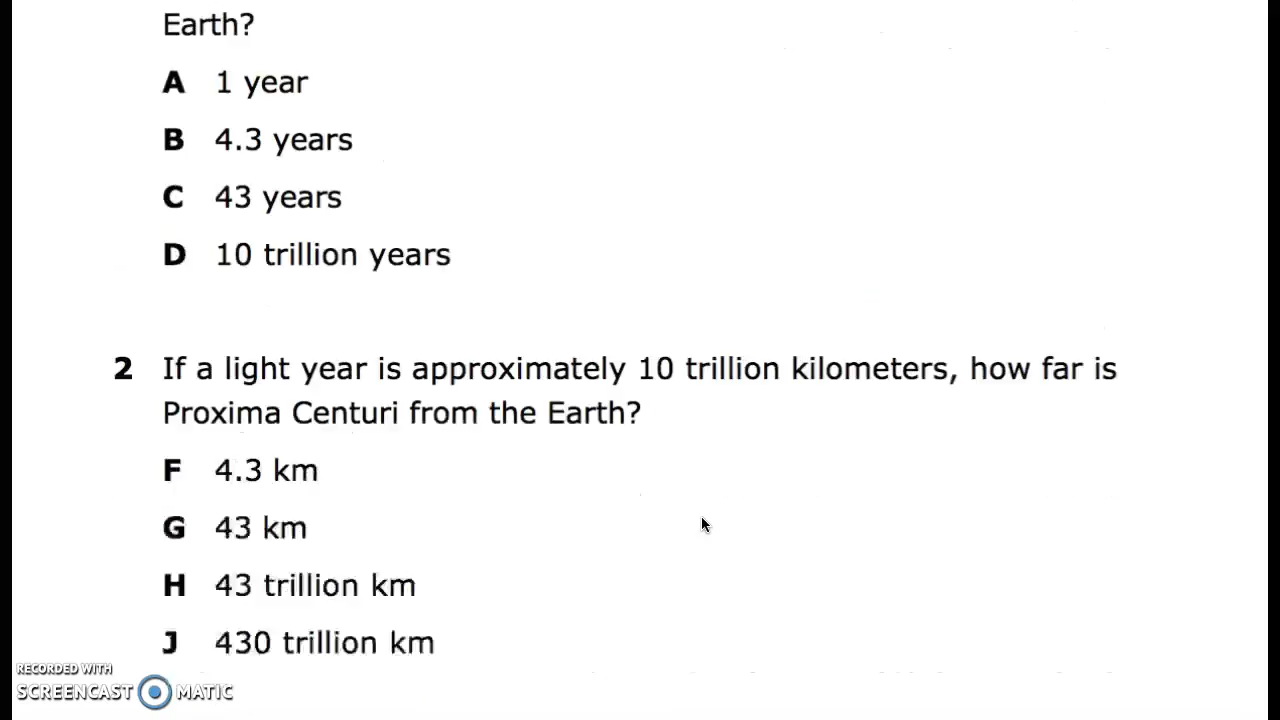 Earth?
A 1 year
B 4.3 years
C 43 years
D 10 trillion years
2 If a light year is approximately 10 trillion kilometers, how far is
Proxima Centuri from the Earth?
F 4.3 km
G 43 km
H 43 trillion km
J 430 trillion km
RECORDED WITH
SCREENCAST MATIC